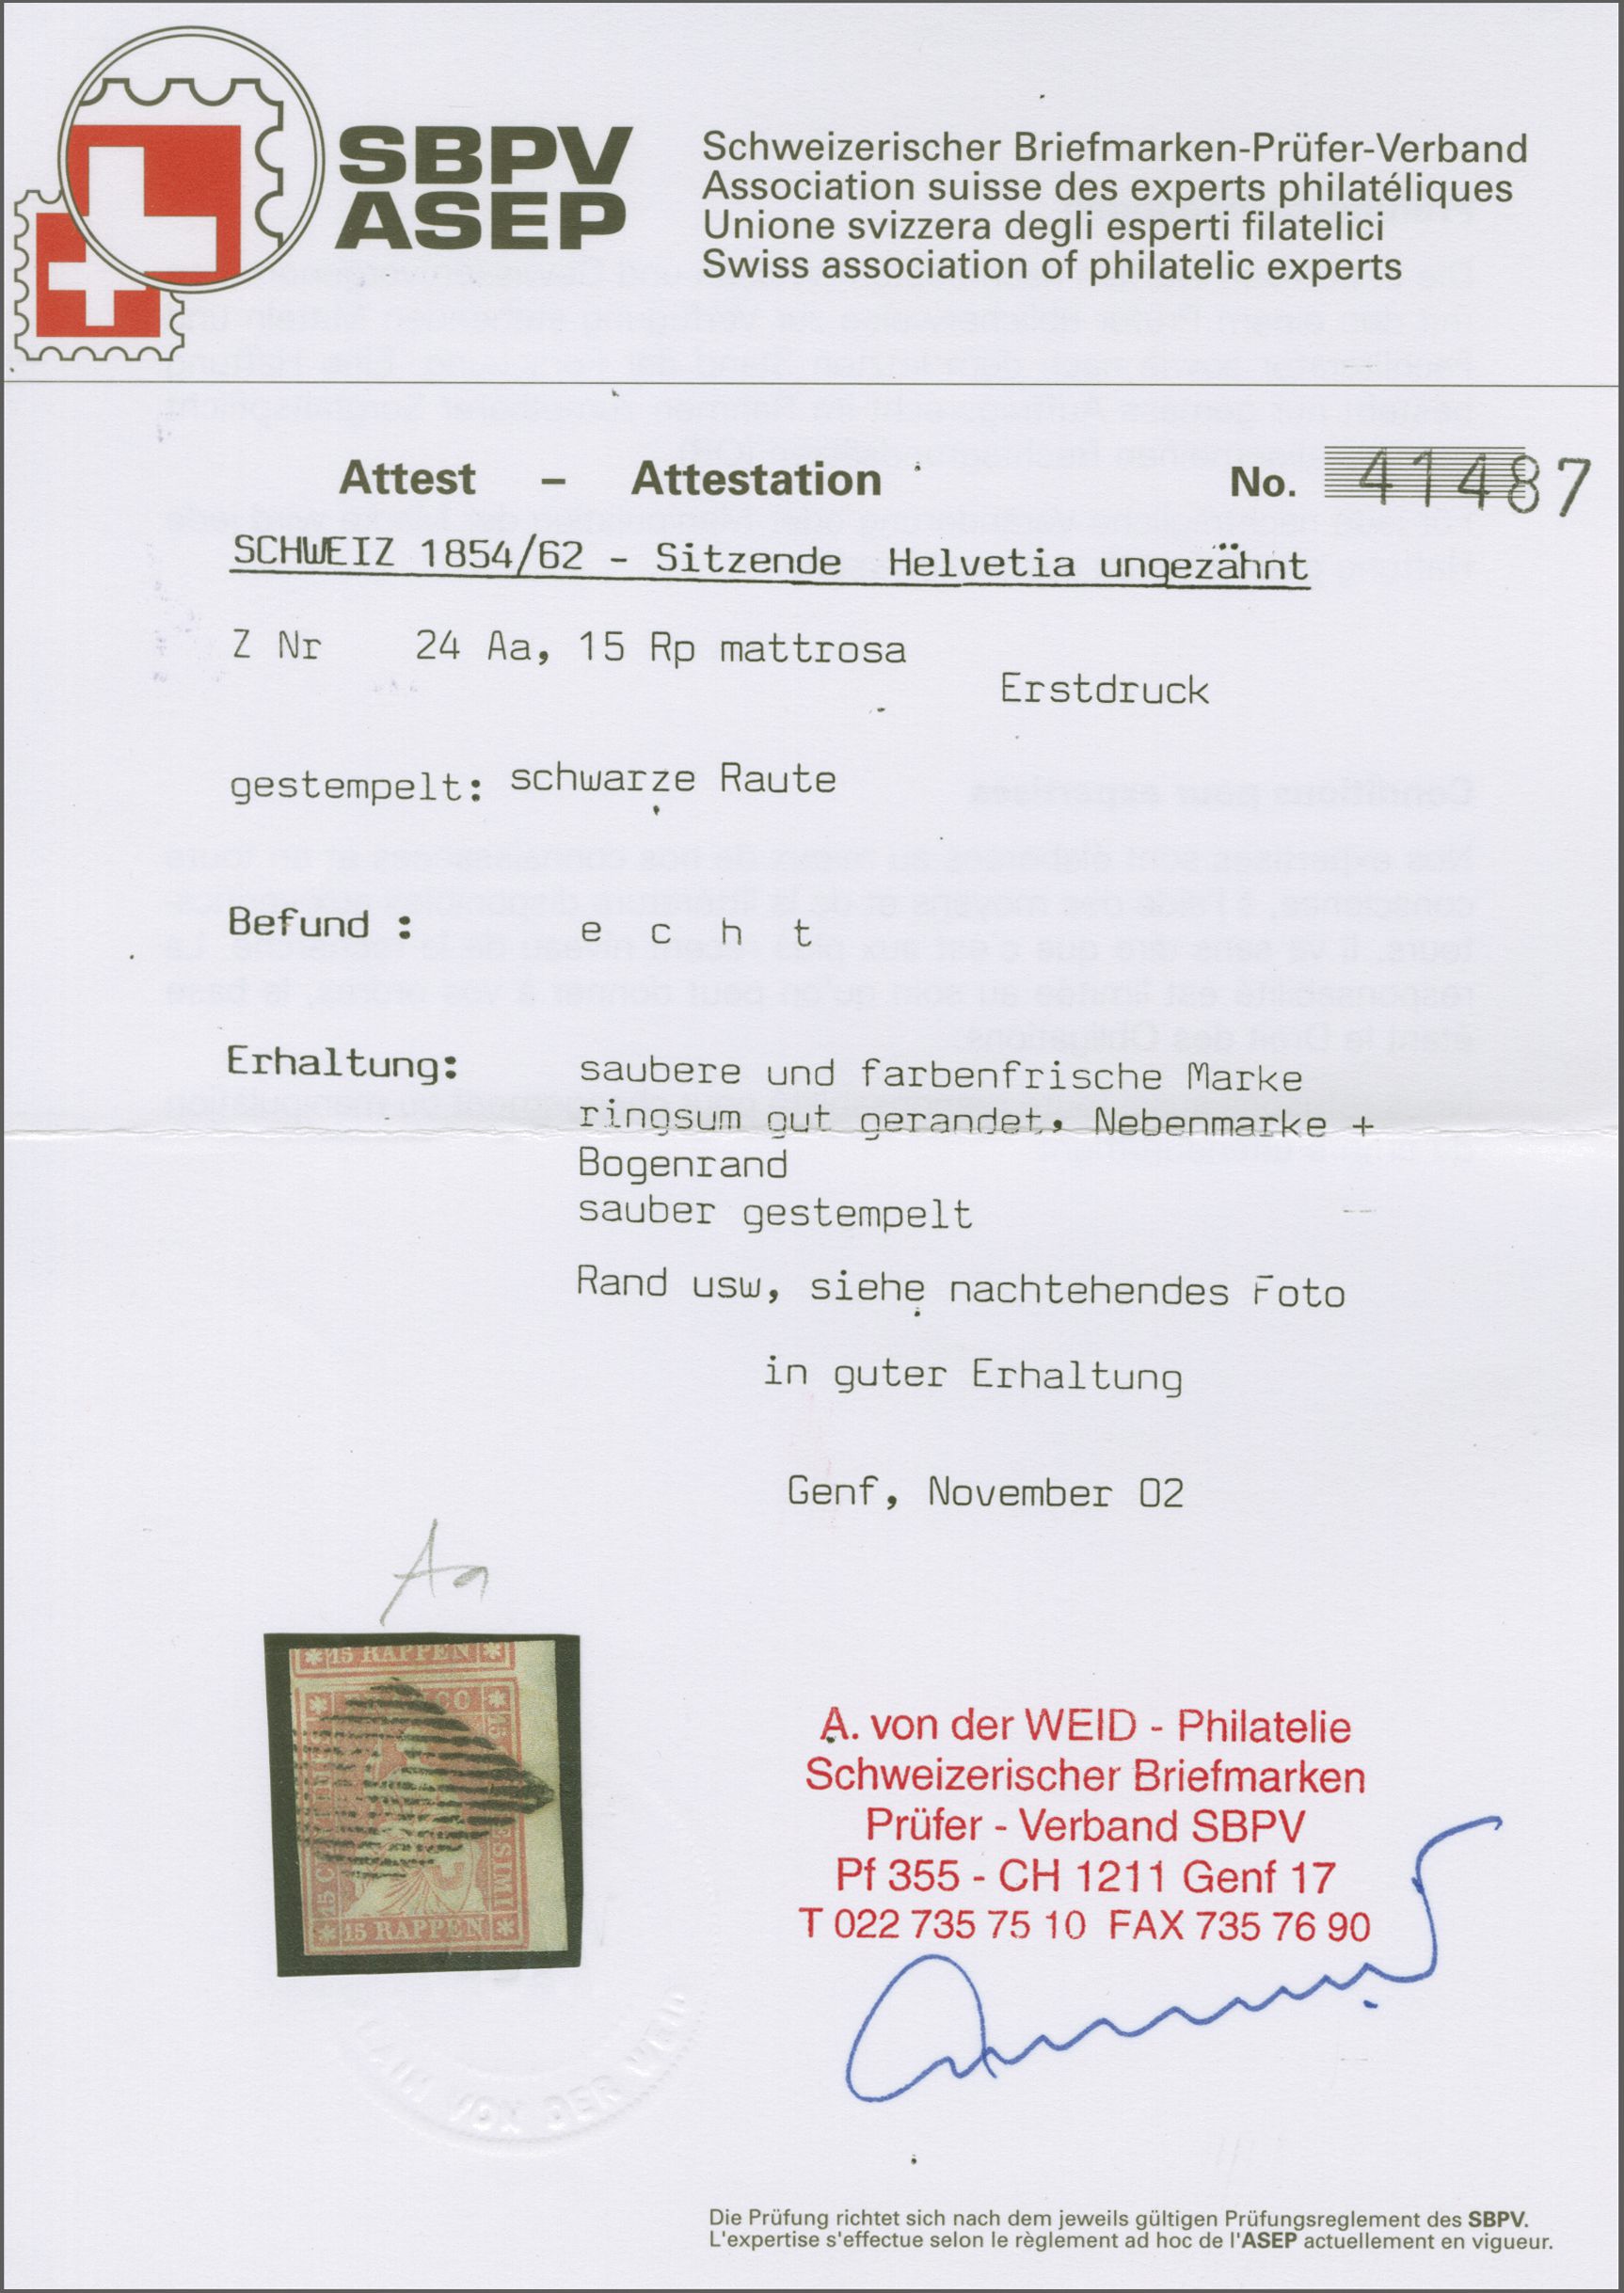 SBPV
ASEP
Schweizerischer Briefmarken-Prüfer-Verband
Association suisse des experts philatéliques
Unione svizzera degli esperti filatelici
Swiss association of philatelic experts
Attest – Attestation No. 41487
SCHWEIZ 1854/62 - Sitzende Helvetia ungezähnt
Z Nr 24 Aa, 15 Rp mattrosa
Erstdruck
gestempelt: schwarze Raute
Befund : e c h t
Erhaltung: saubere und farbenfrische Marke
ringsum gut gerandet, Nebenmarke +
Bogenrand
sauber gestempelt
Rand usw, siehe nachtehendes Foto
in guter Erhaltung
Genf, November 02
Aa
15 RAPPEN
15 RAPPEN
A. von der WEID - Philatelie
Schweizerischer Briefmarken
Prüfer - Verband SBPV
Pf 355 - CH 1211 Genf 17
T 022 735 75 10 FAX 735 76 90
VON DER WEID
Die Prüfung richtet sich nach dem jeweils gültigen Prüfungsreglement des SBPV.
L'expertise s'effectue selon le règlement ad hoc de l'ASEP actuellement en vigueur.